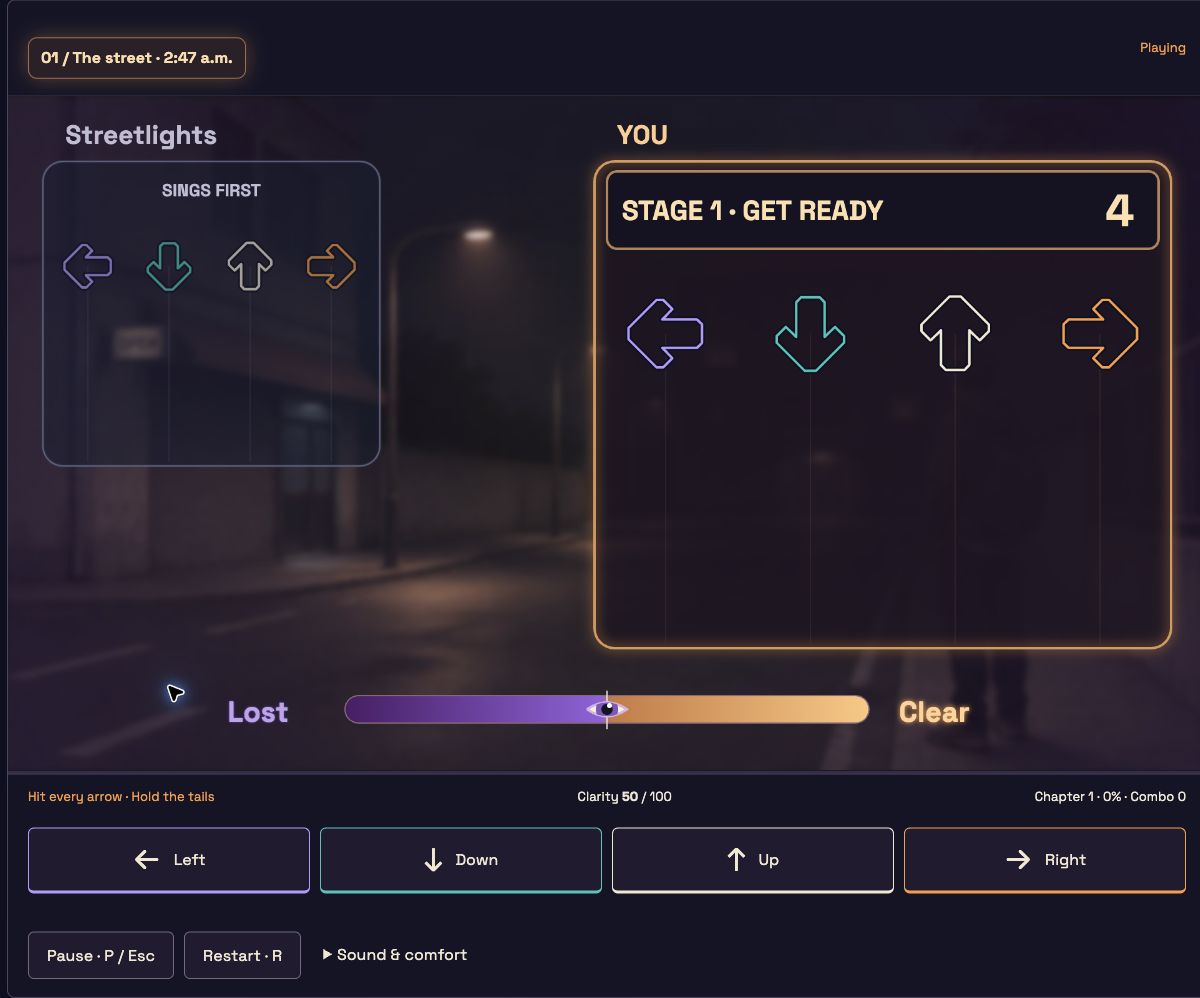 01 / The street · 2:47 a.m.
Playing
Streetlights
YOU
SINGS FIRST
STAGE 1 · GET READY
4
Lost
Clear
Hit every arrow · Hold the tails
Clarity 50 / 100
Chapter 1 · 0% · Combo 0
Left
Down
Up
Right
Pause · P / Esc
Restart · R
Sound & comfort